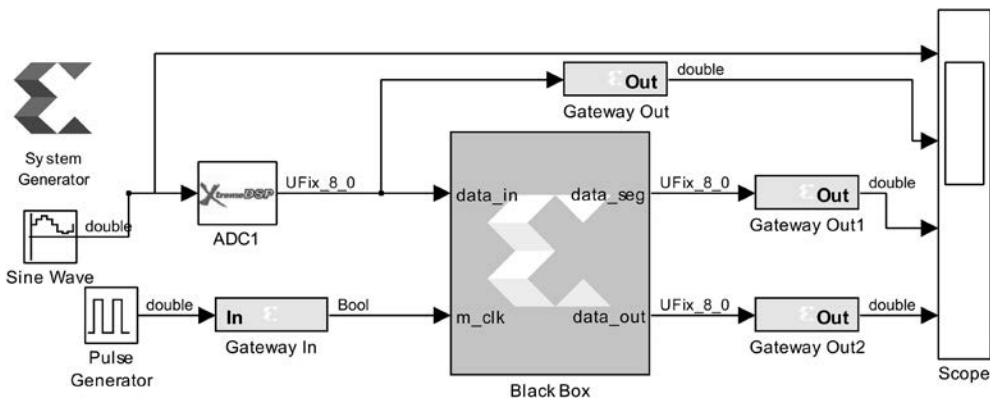 double
Out
Gateway Out
System
Generator
XtremeDSP
UFix_8_0
ADC1
double
Sine Wave
data_in
data_seg
UFix_8_0
Out
double
Gateway Out1
double
Pulse
Generator
In
Gateway In
Bool
m_clk
data_out
UFix_8_0
Out
double
Gateway Out2
Black Box
Scope